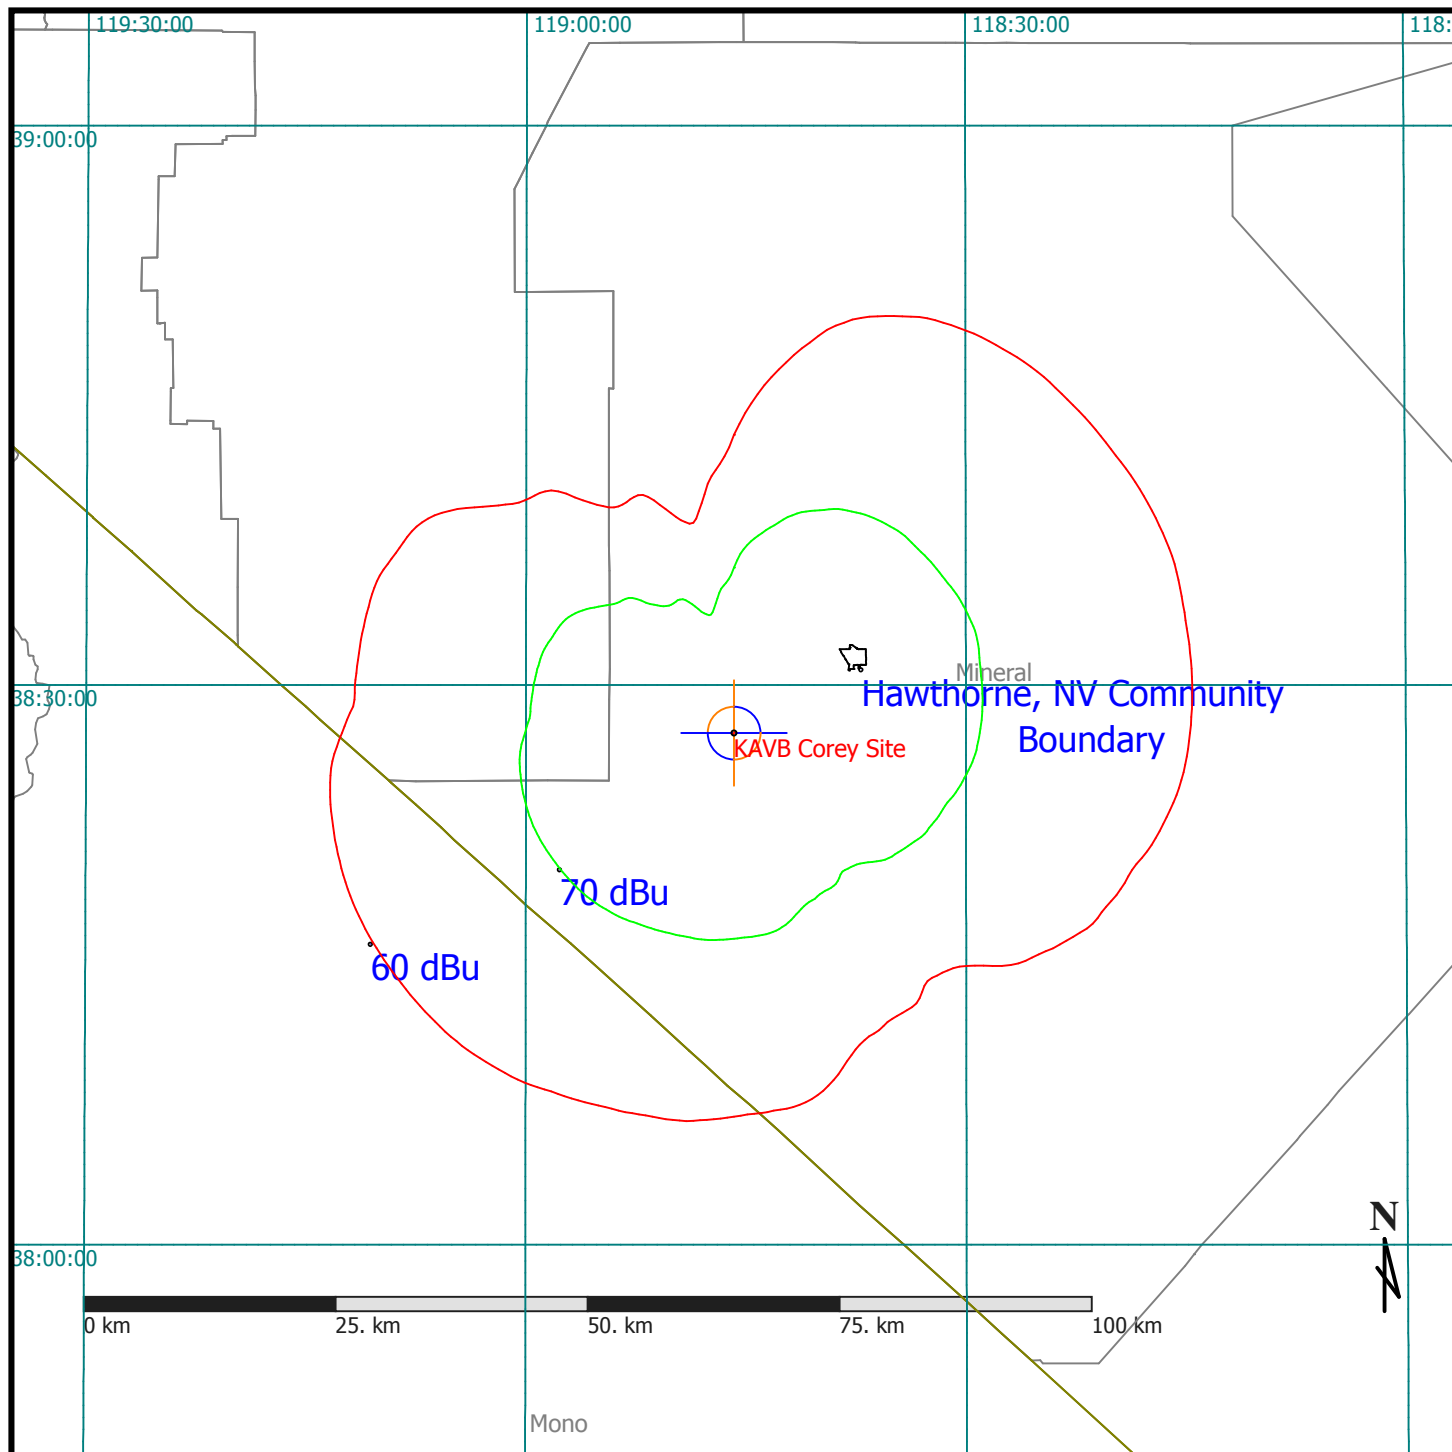 119:30:00
119:00:00
118:30:00
118:
39:00:00
Mineral
38:30:00
Hawthorne, NV Community
Boundary
KAVB Corey Site
70 dBu
60 dBu
N
38:00:00
0 km
25. km
50. km
75. km
100 km
Mono